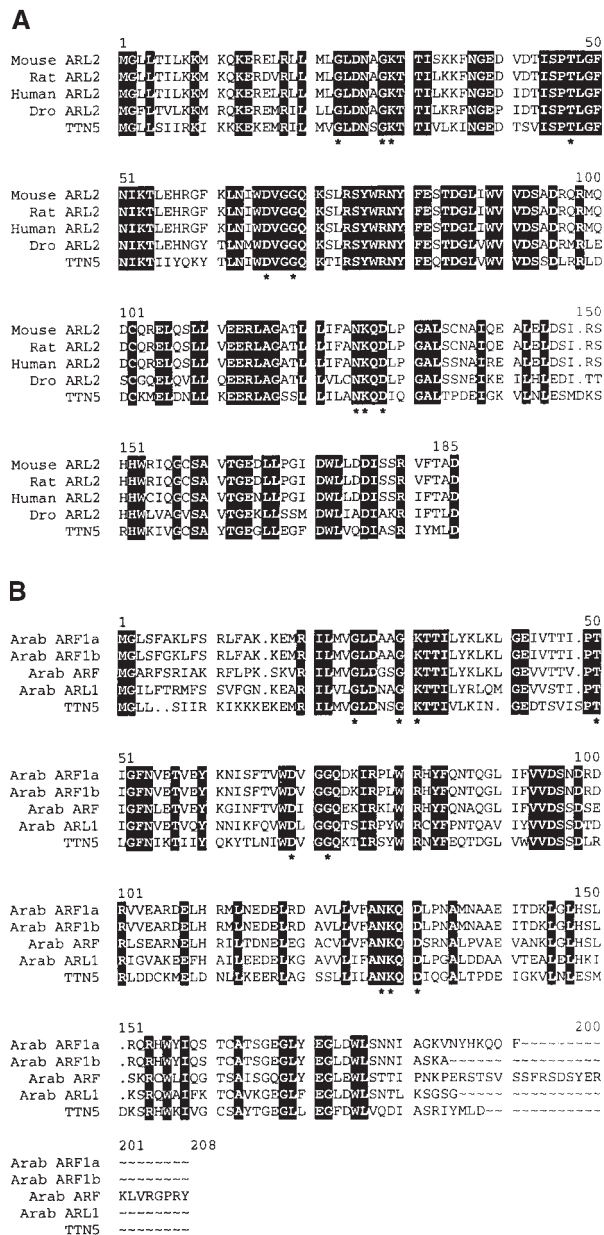 A
1 50
Mouse ARL2 MGLLTILKKM KQKERELRLL MLGLDNAGKT TISKKFNGED VDTISPTLGF
Rat ARL2 MGLLTILKKM KQKERDVRLL MLGLDNAGKT TILKKFNGED VDTISPTLGF
Human ARL2 MGLLTILKKM KQKERELRLL MLGLDNAGKT TILKKFNGED IDTISPTLGF
Dro ARL2 MGFLTVLKKM RQKEREMRIL LLGLDNAGKT TILKRFNGEP IDTISPTLGF
TTN5 MGLLSIIRKI KKKEKEMRIL MVGLDNSGKT TIVLKINGED TSVISPTLGF
* ** *
51 100
Mouse ARL2 NIKTLEHRGF KLNIWDVGGQ KSLRSYWRNY FESTDGLIWV VDSADRQRMQ
Rat ARL2 NIKTLEHRGF KLNIWDVGGQ KSLRSYWRNY FESTDGLIWV VDSADRQRMQ
Human ARL2 NIKTLEHRGF KLNIWDVGGQ KSLRSYWRNY FESTDGLIWV VDSADRQRMQ
Dro ARL2 NIKTLEHNGY TLNMWDVGGQ KSLRSYWRNY FESTDGLVWV VDSADRMRLE
TTN5 NIKTIIYQKY TLNIWDVGGQ KTIRSYWRNY FEQTDGLVWV VDSSDLRRLD
* *
101 150
Mouse ARL2 DCQRELQSLL VEERLAGATL LIFANKQDLP GALSCNAIQE ALELDSI.RS
Rat ARL2 DCQRELQSLL VEERLAGATL LIFANKQDLP GALSCNAIQE ALELDSI.RS
Human ARL2 DCQRELQSLL VEERLAGATL LIFANKQDLP GALSSNAIRE ALELDSI.RS
Dro ARL2 SCGQELQVLL QEERLAGATL LVLCNKQDLP GALSSNEIKE ILHLEDI.TT
TTN5 DCKMELDNLL KEERLAGSSL LILANKQDIQ GALTPDEIGK VLNLESMDKS
** *
151 185
Mouse ARL2 HHWRIQGCSA VTGEDLLPGI DWLLDDISSR VFTAD
Rat ARL2 HHWRIQGCSA VTGEDLLPGI DWLLDDISSR VFTAD
Human ARL2 HHWCIQGCSA VTGENLLPGI DWLLDDISSR IFTAD
Dro ARL2 HHWLVAGVSA VTGEKLLSSM DWLIADIAKR IFTLD
TTN5 RHWKIVGCSA YTGEGLLEGF DWLVQDIASR IYMLD
B
1 50
Arab ARF1a MGLSFAKLFS RLFAK.KEMR ILMVGLDAAG KTTILYKLKL GEIVTTI.PT
Arab ARF1b MGLSFGKLFS RLFAK.KEMR ILMVGLDAAG KTTILYKLKL GEIVTTI.PT
Arab ARF MGARFSRIAK RFLPK.SKVR ILMVGLDGSG KTTILYKLKL GEVVTTV.PT
Arab ARL1 MGILFTRMFS SVFGN.KEAR ILVLGLDNAG KTTILYRLQM GEVVSTI.PT
TTN5 MGLL..SIIR KIKKKEKEMR ILMVGLDNSG KTTIVLKIN. GEDTSVISPT
* * * *
51 100
Arab ARF1a IGFNVETVEY KNISFTVWDV GGQDKIRPLW RHYFQNTQGL IFVVDSNDRD
Arab ARF1b IGFNVETVEY KNISFTVWDV GGQDKIRPLW RHYFQNTQGL IFVVDSNDRD
Arab ARF IGFNLETVEY KGINFTVWDI GGQEKIRKLW RHYFQNAQGL IFVVDSSDSE
Arab ARL1 IGFNVETVQY NNIKFQVWDL GGQTSIRPYW RCYFPNTQAV IYVVDSSDTD
TTN5 LGFNIKTIIY QKYTLNIWDV GGQKTIRSYW RNYFEQTDGL VWVVDSSDLR
* *
101 150
Arab ARF1a RVVEARDELH RMLNEDELRD AVLLVFANKQ DLPNAMNAAE ITDKLGLHSL
Arab ARF1b RVVEARDELH RMLNEDELRD AVLLVFANKQ DLPNAMNAAE ITDKLGLHSL
Arab ARF RLSEARNELH RILTDNELEG ACVLVFANKQ DSRNALPVAE VANKLGLHSL
Arab ARL1 RIGVAKEEFH AILEEDELKG AVVLIFANKQ DLPGALDDAA VTEALELHKI
TTN5 RLDDCKMELD NLLKEERLAG SSLLILANKQ DIQGALTPDE IGKVLNLESM
** *
151 200
Arab ARF1a .RQRHWYIQS TCATSGEGLY EGLDWLSNNI AGKVNYHKQO F~~~~~~~~~
Arab ARF1b .RQRHWYIQS TCATSGEGLY EGLDWLSNNI ASKA~~~~~~ ~~~~~~~~~~
Arab ARF SKRCWLIQG TSAISGQGLY EGLEWLSTTI PNKPERSTSV SSFRSDSYER
Arab ARL1 .KSRQWAIFK TCAVKGEGLY EGLDWLSNTL KSGSG~~~~~ ~~~~~~~~~~
TTN5 DKSRHWKIVG CSAYTGEGLL EGFDWLVQDI ASRIYMLD~~ ~~~~~~~~~~
201 208
Arab ARF1a ~~~~~~~~
Arab ARF1b ~~~~~~~~
Arab ARF KLVRGPRY
Arab ARL1 ~~~~~~~~
TTN5 ~~~~~~~~